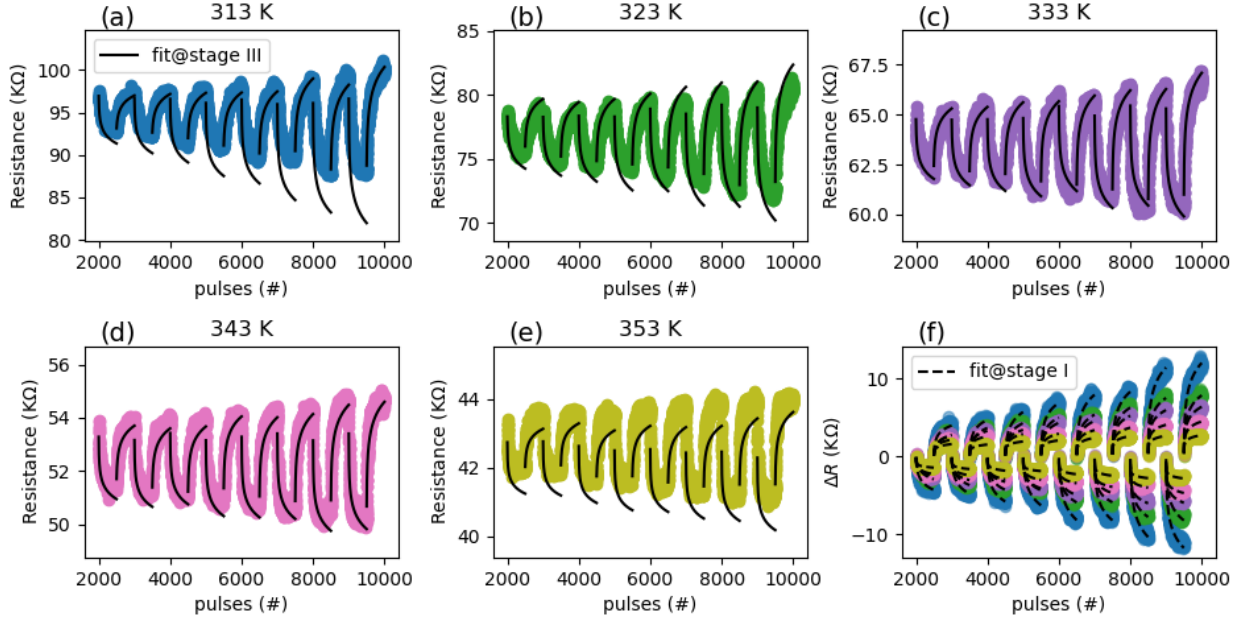 (a) 313 K
fit@stage III
Resistance (KΩ)
100
95
90
85
80
2000 4000 6000 8000 10000
pulses (#)
(b) 323 K
Resistance (KΩ)
85
80
75
70
2000 4000 6000 8000 10000
pulses (#)
(c) 333 K
Resistance (KΩ)
67.5
65.0
62.5
60.0
2000 4000 6000 8000 10000
pulses (#)
(d) 343 K
Resistance (KΩ)
56
54
52
50
2000 4000 6000 8000 10000
pulses (#)
(e) 353 K
Resistance (KΩ)
44
42
40
2000 4000 6000 8000 10000
pulses (#)
(f)
fit@stage I
ΔR (KΩ)
10
0
−10
2000 4000 6000 8000 10000
pulses (#)